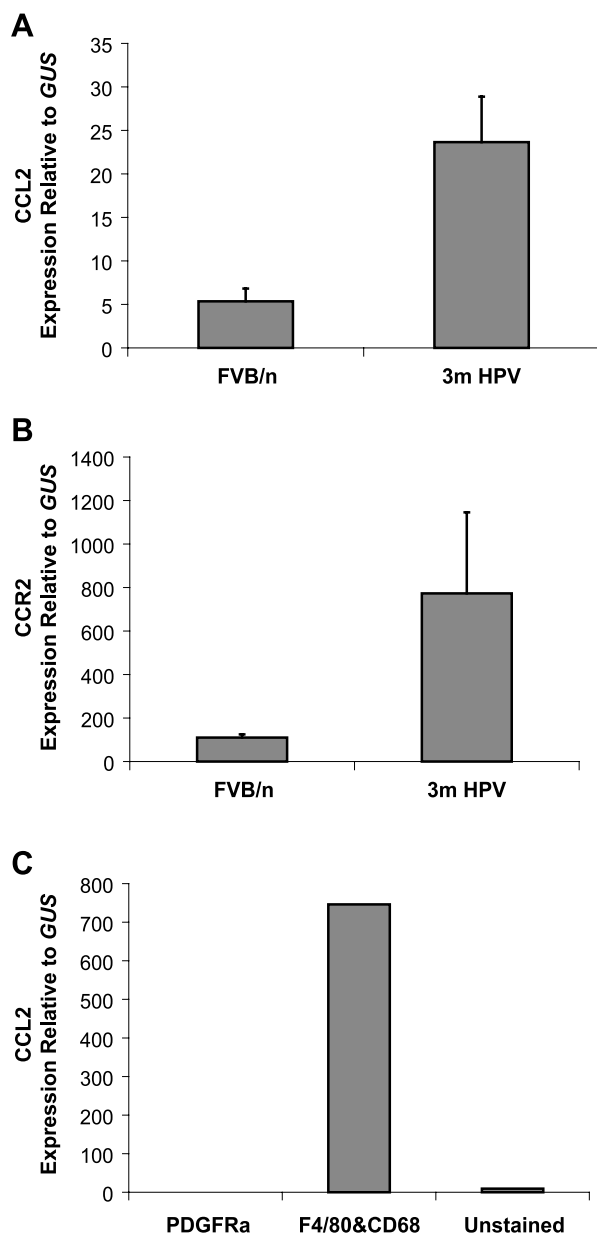 A
CCL2
Expression Relative to GUS
35
30
25
20
15
10
5
0
FVB/n 3m HPV
B
CCR2
Expression Relative to GUS
1400
1200
1000
800
600
400
200
0
FVB/n 3m HPV
C
CCL2
Expression Relative to GUS
800
700
600
500
400
300
200
100
0
PDGFRa F4/80&CD68 Unstained